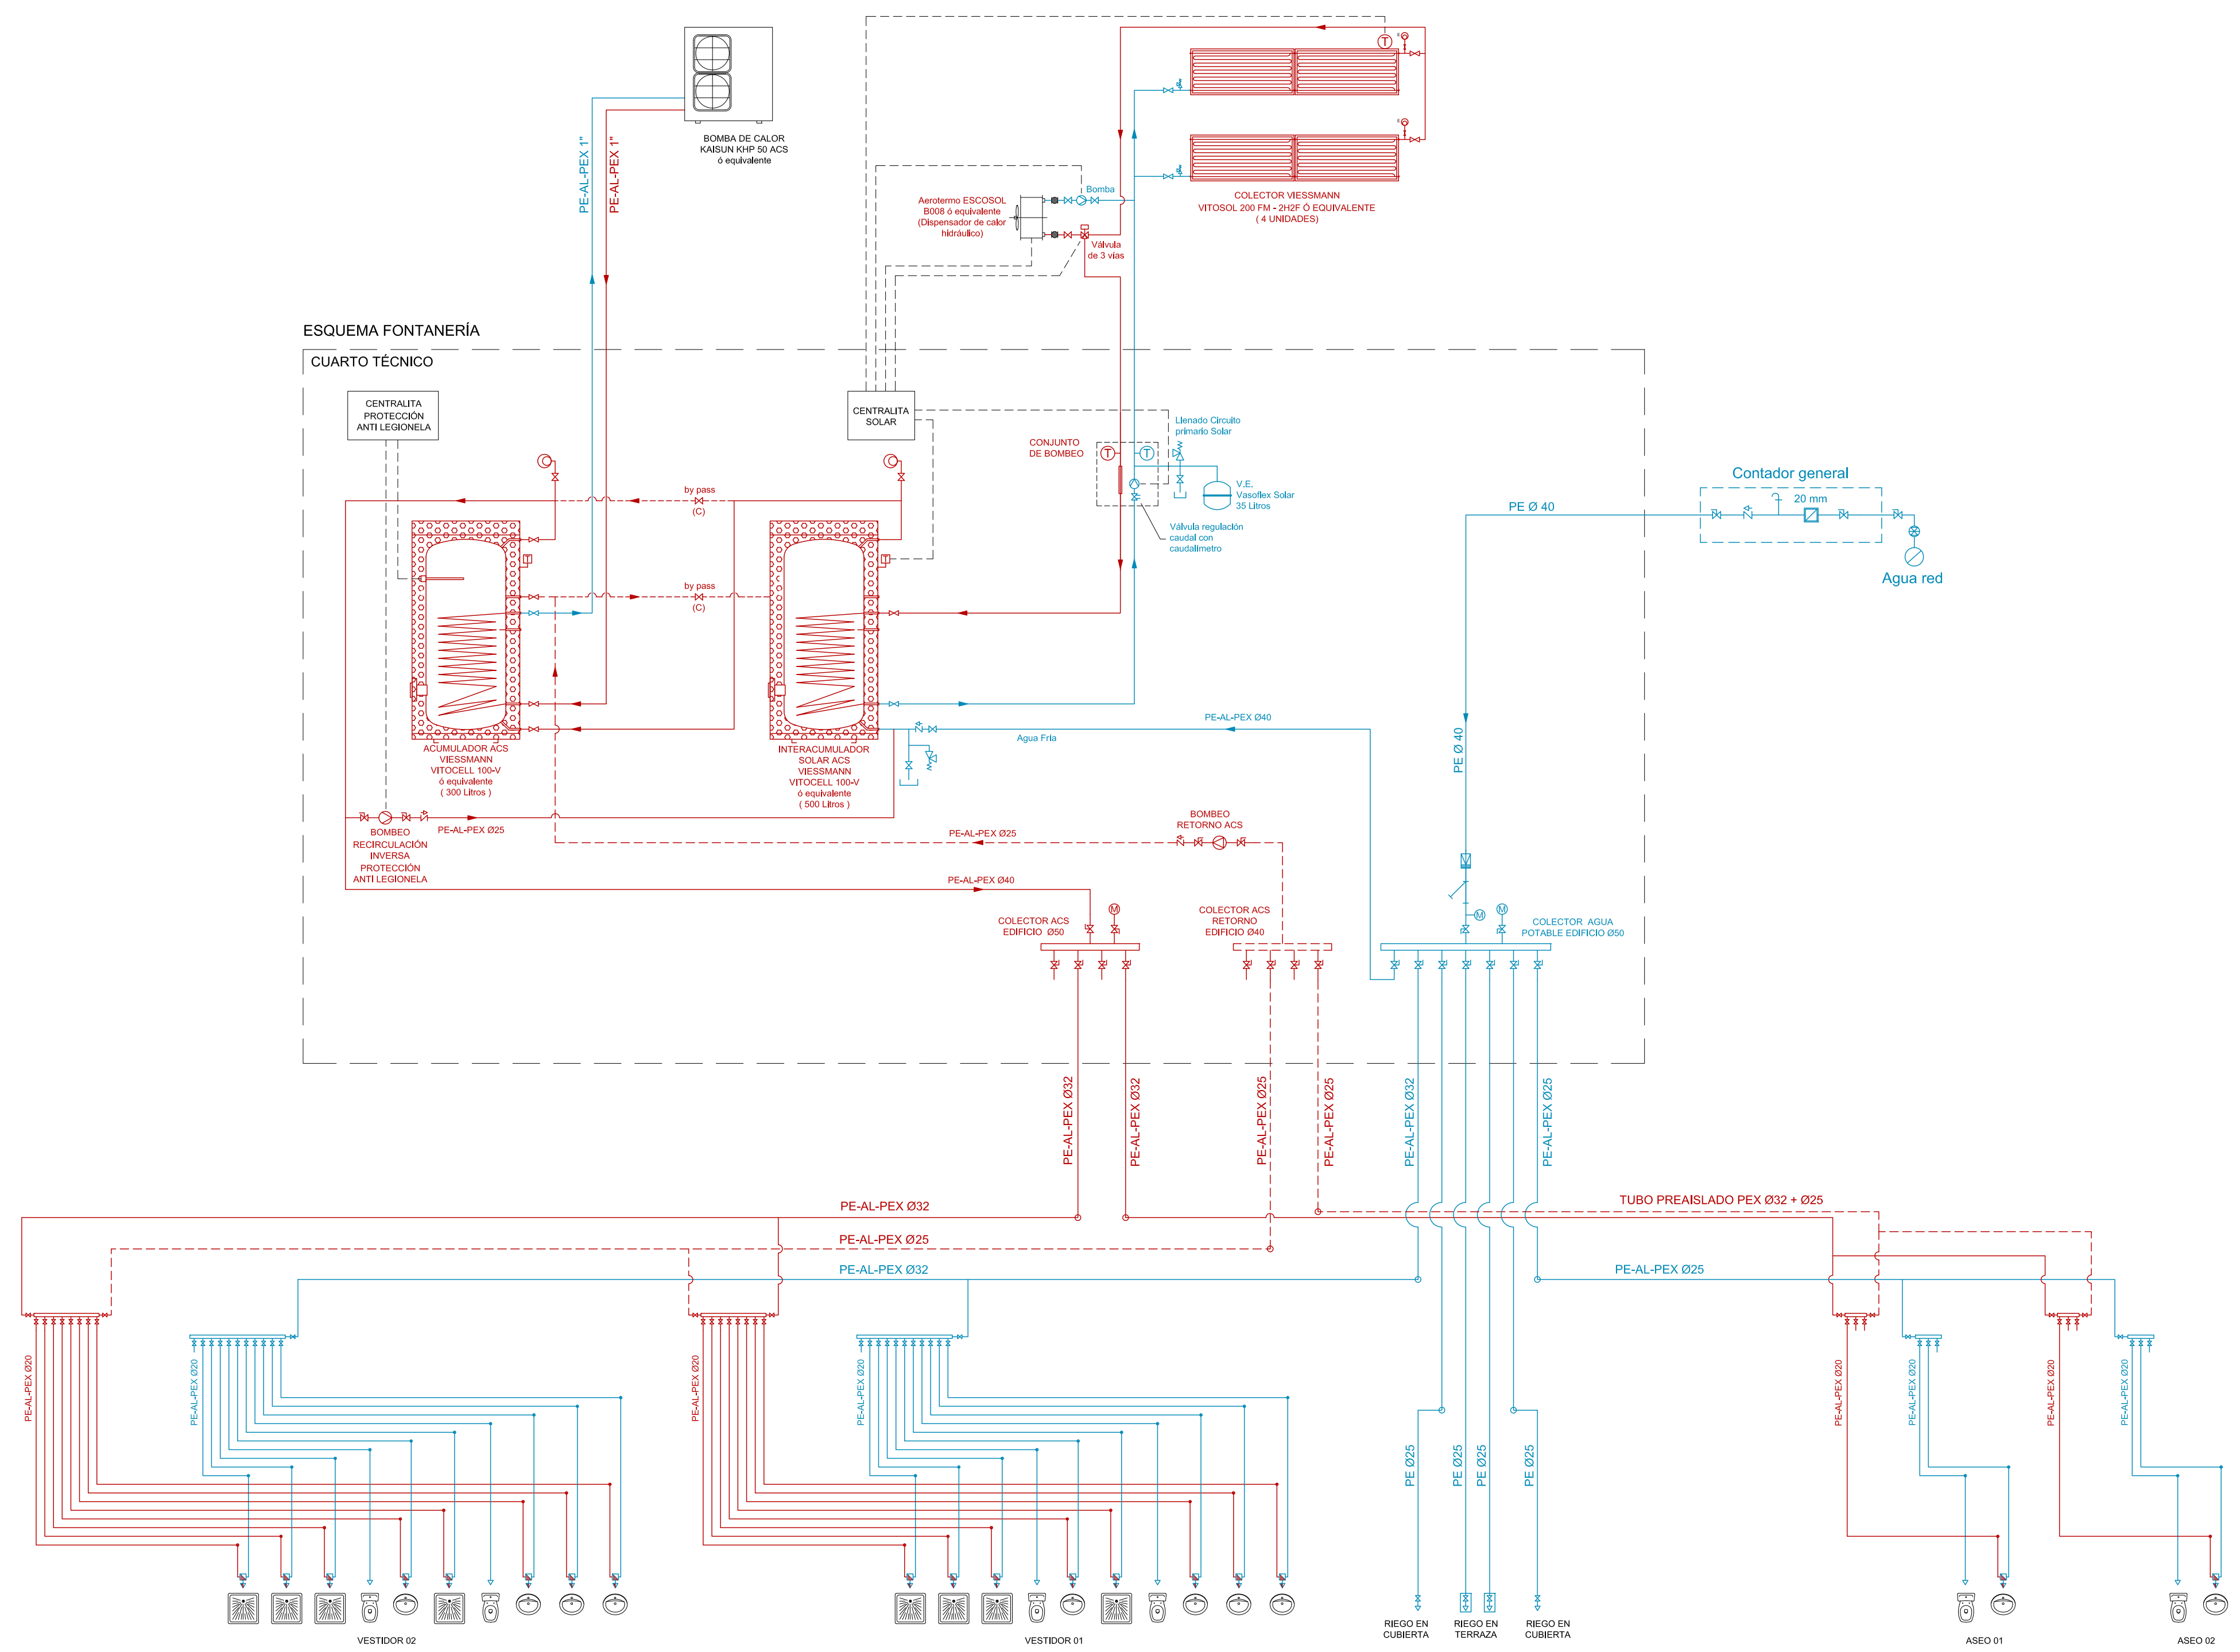 BOMBA DE CALOR
KAISUN KHP 50 ACS
ó equivalente
PE-AL-PEX 1"
PE-AL-PEX 1"
COLECTOR VIESSMANN
VITOSOL 200 FM - 2H2F Ó EQUIVALENTE
( 4 UNIDADES)
T
E
E
Aerotermo ESCOSOL
B008 ó equivalente
(Dispensador de calor
hidráulico)
Bomba
Válvula
de 3 vías
ESQUEMA FONTANERÍA
CUARTO TÉCNICO
CENTRALITA
PROTECCIÓN
ANTI LEGIONELA
CENTRALITA
SOLAR
CONJUNTO
DE BOMBEO
T
T
Llenado Circuito
primario Solar
V.E.
Vasoflex Solar
35 Litros
Válvula regulación
caudal con
caudalímetro
by pass
(C)
by pass
(C)
T
T
Contador general
20 mm
PE Ø 40
Agua red
PE Ø 40
ACUMULADOR ACS
VIESSMANN
VITOCELL 100-V
ó equivalente
( 300 Litros )
INTERACUMULADOR
SOLAR ACS
VIESSMANN
VITOCELL 100-V
ó equivalente
( 500 Litros )
PE-AL-PEX Ø40
Agua Fría
BOMBEO
RECIRCULACIÓN
INVERSA
PROTECCIÓN
ANTI LEGIONELA
PE-AL-PEX Ø25
PE-AL-PEX Ø25
BOMBEO
RETORNO ACS
PE-AL-PEX Ø40
COLECTOR ACS
EDIFICIO Ø50
M
COLECTOR ACS
RETORNO
EDIFICIO Ø40
M
M
COLECTOR AGUA
POTABLE EDIFICIO Ø50
PE-AL-PEX Ø32
PE-AL-PEX Ø32
PE-AL-PEX Ø25
PE-AL-PEX Ø25
PE-AL-PEX Ø32
PE-AL-PEX Ø25
PE-AL-PEX Ø32
PE-AL-PEX Ø25
PE-AL-PEX Ø32
TUBO PREAISLADO PEX Ø32 + Ø25
PE-AL-PEX Ø25
PE-AL-PEX Ø20
PE-AL-PEX Ø20
PE-AL-PEX Ø20
PE-AL-PEX Ø20
PE-AL-PEX Ø20
PE-AL-PEX Ø20
PE-AL-PEX Ø20
PE-AL-PEX Ø20
PE Ø25
PE Ø25
PE Ø25
PE Ø25
RIEGO EN
CUBIERTA
RIEGO EN
TERRAZA
RIEGO EN
CUBIERTA
VESTIDOR 02
VESTIDOR 01
ASEO 01
ASEO 02